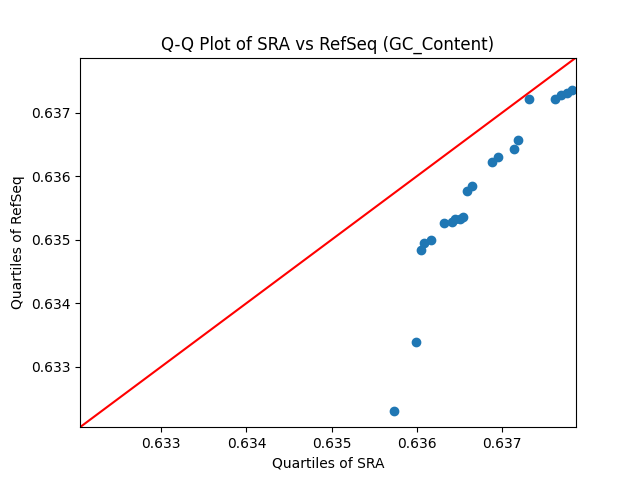 Q-Q Plot of SRA vs RefSeq (GC_Content)
0.637
0.636
0.635
0.634
0.633
Quartiles of RefSeq
0.633 0.634 0.635 0.636 0.637
Quartiles of SRA